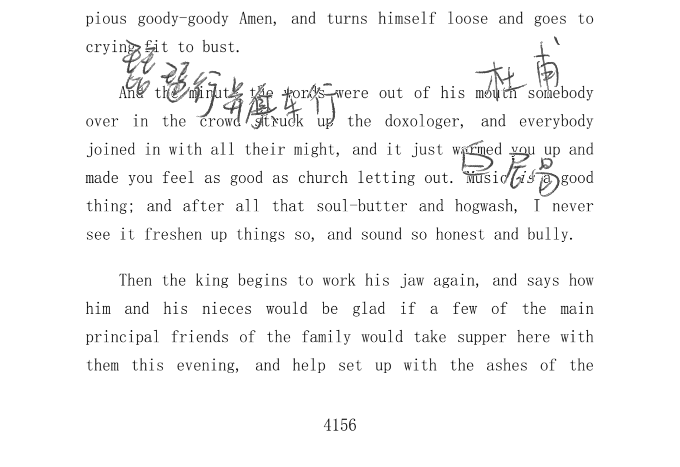 pious goody-goody Amen, and turns himself loose and goes to
crying fit to bust.
琵琶行
杜甫
And the minute the words were out of his mouth somebody
车行
over in the crowd struck up the doxologer, and everybody
joined in with all their might, and it just warmed you up and
made you feel as good as church letting out. Music is a good
thing; and after all that soul-butter and hogwash, I never
see it freshen up things so, and sound so honest and bully.
Then the king begins to work his jaw again, and says how
him and his nieces would be glad if a few of the main
principal friends of the family would take supper here with
them this evening, and help set up with the ashes of the
4156